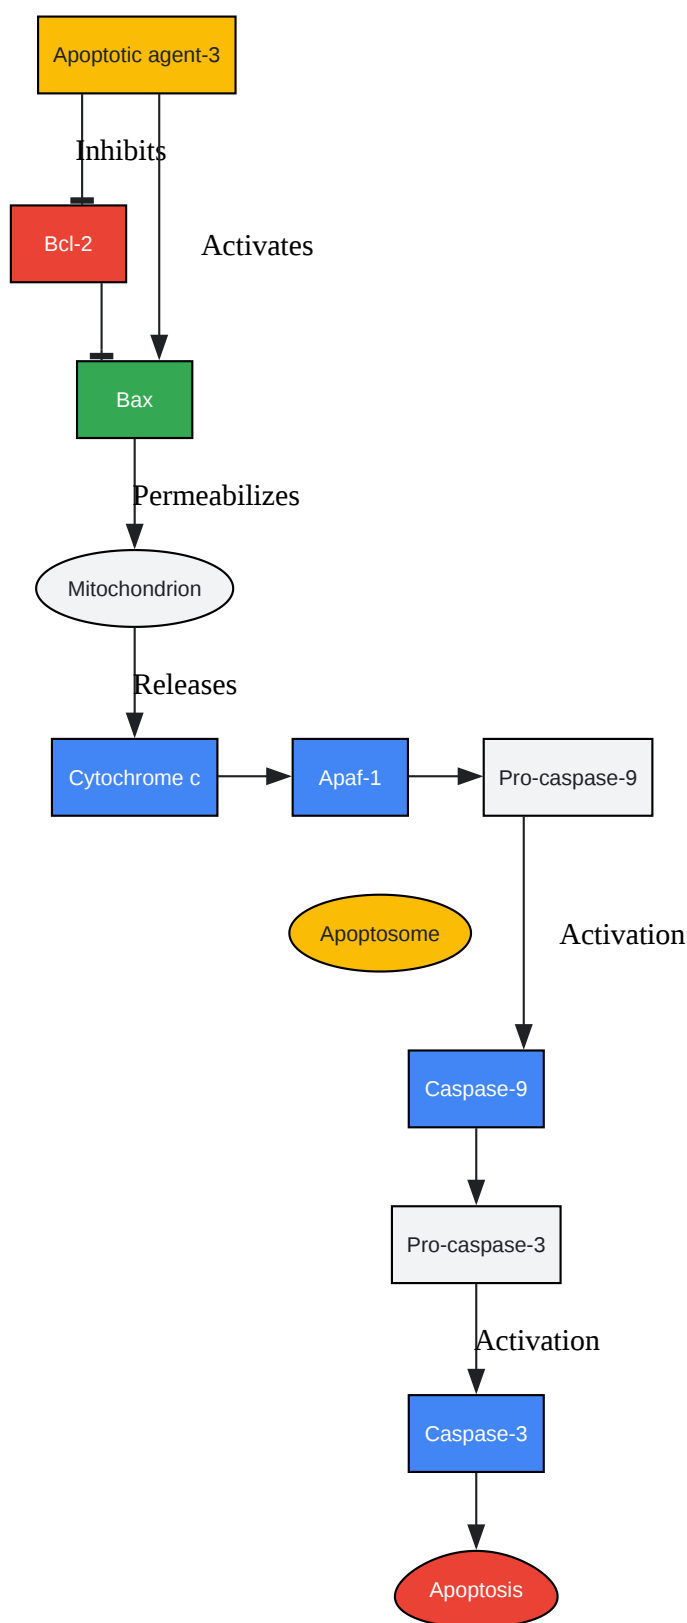 Apoptotic agent-3
Inhibits
Bcl-2
Activates
Bax
Permeabilizes
Mitochondrion
Releases
Cytochrome c
Apaf-1
Pro-caspase-9
Apoptosome
Activation
Caspase-9
Pro-caspase-3
Activation
Caspase-3
Apoptosis